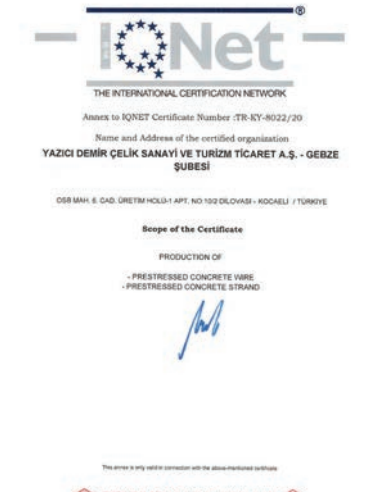 IQNet ®
THE INTERNATIONAL CERTIFICATION NETWORK
Annex to IQNET Certificate Number :TR-KY-8022/20
Name and Address of the certified organization
YAZICI DEMİR ÇELİK SANAYİ VE TURİZM TİCARET A.Ş. - GEBZE
ŞUBESİ
OSB MAH. 6. CAD. ÜRETİM HOLÜ-1 APT. NO:10/2 DİLOVASI – KOCAELİ / TÜRKİYE
Scope of the Certificate
PRODUCTION OF
- PRESTRESSED CONCRETE WIRE
- PRESTRESSED CONCRETE STRAND
This annex is only valid in connection with the above-mentioned certificate